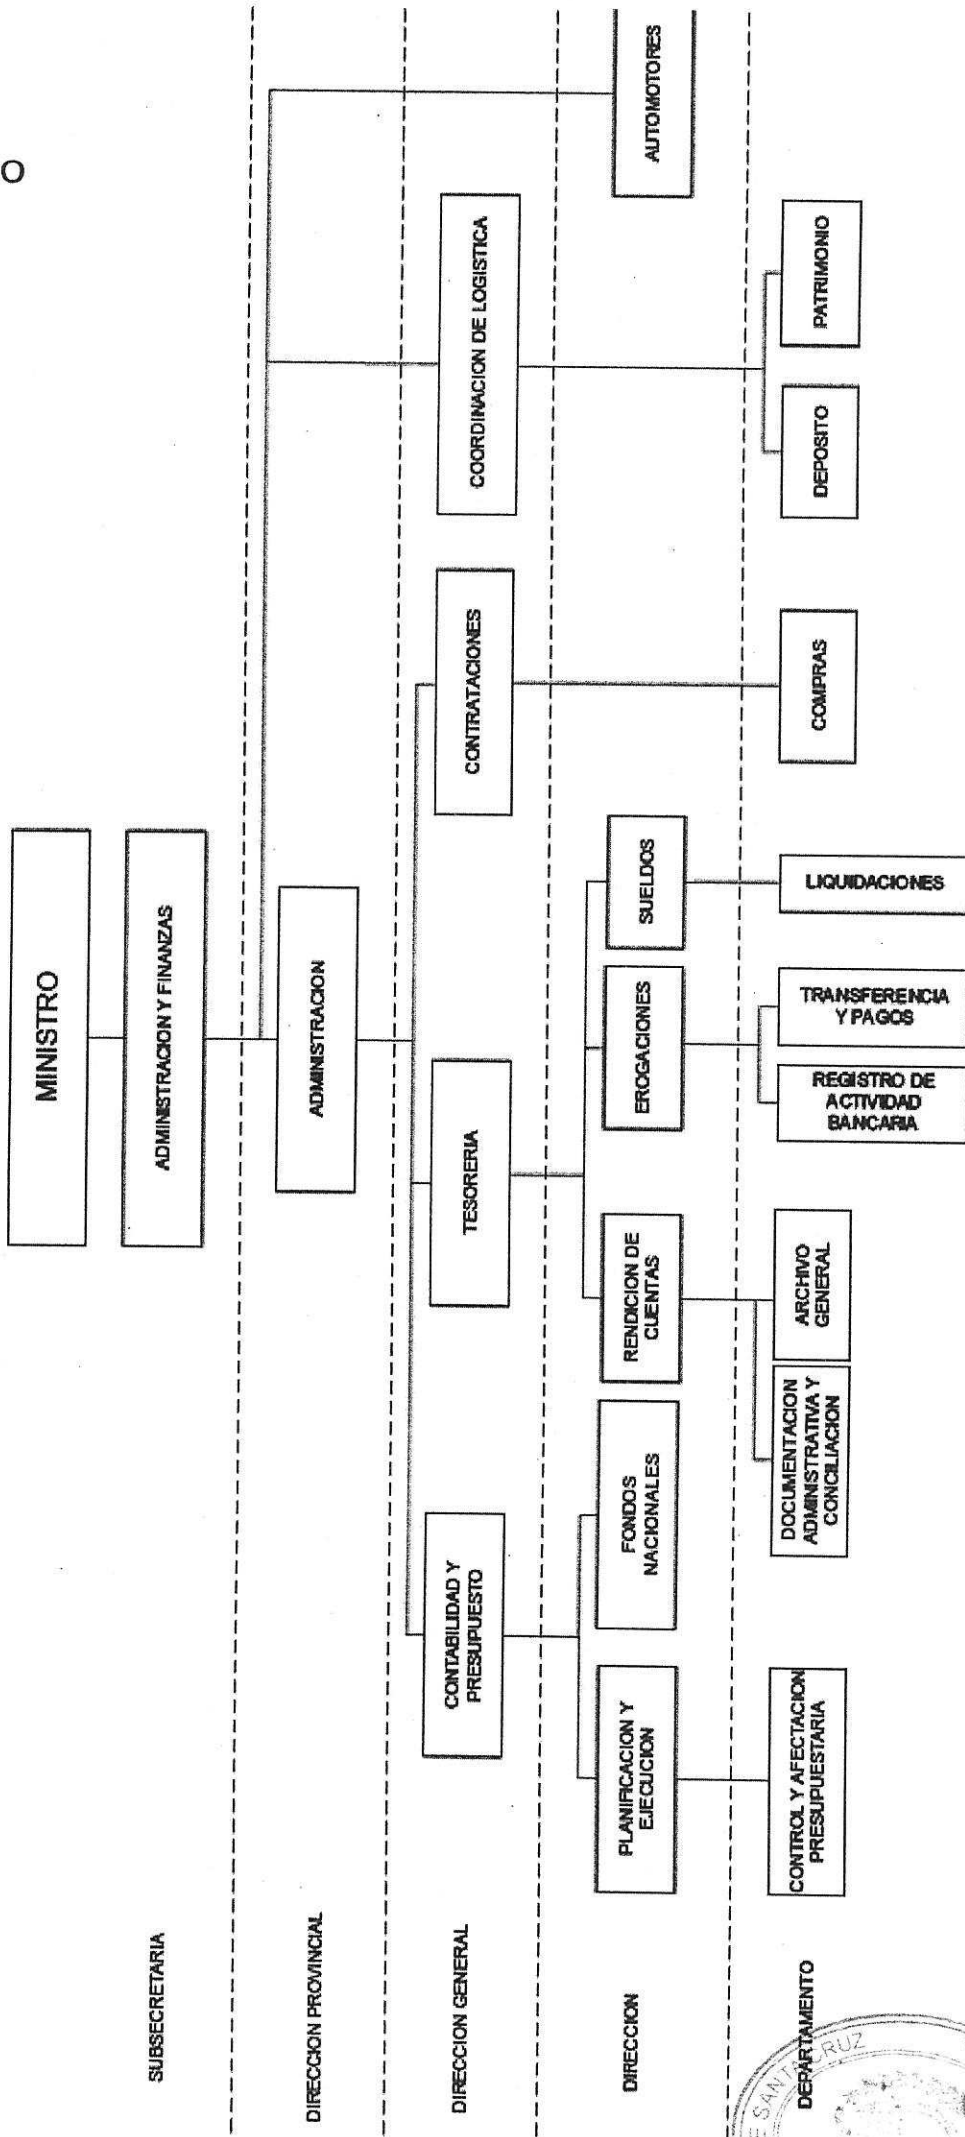 O
MINISTRO
SUBSECRETARIA
ADMINISTRACION Y FINANZAS
DIRECCION PROVINCIAL
ADMINISTRACION
DIRECCION GENERAL
CONTABILIDAD Y
PRESUPUESTO
TESORERIA
CONTRATACIONES
COORDINACION DE LOGISTICA
DIRECCION
PLANIFICACION Y
EJECUCION
FONDOS
NACIONALES
RENDICION DE
CUENTAS
EROGACIONES
SUELDOS
AUTOMOTORES
DEPARTAMENTO
CONTROL Y AFECTACION
PRESUPUESTARIA
DOCUMENTACION
ADMINISTRATIVA Y
CONCILIACION
ARCHIVO
GENERAL
REGISTRO DE
ACTIVIDAD
BANCARIA
TRANSFERENCIA
Y PAGOS
LIQUIDACIONES
COMPRAS
DEPOSITO
PATRIMONIO
E SANTA CRUZ